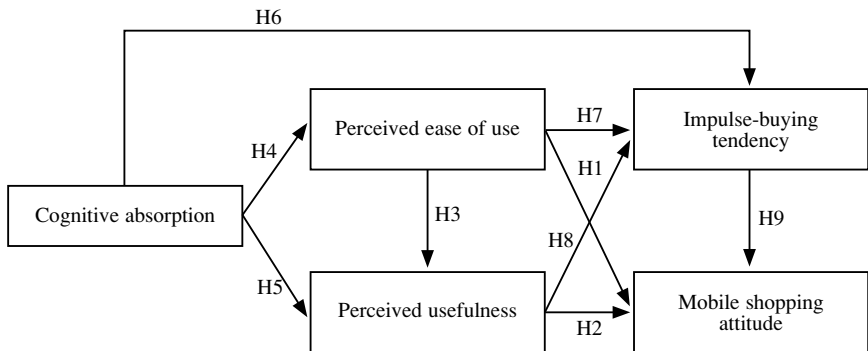 H6
Perceived ease of use
H7
Impulse-buying
tendency
H4
H1
Cognitive absorption
H3
H8
H9
H5
Perceived usefulness
H2
Mobile shopping
attitude